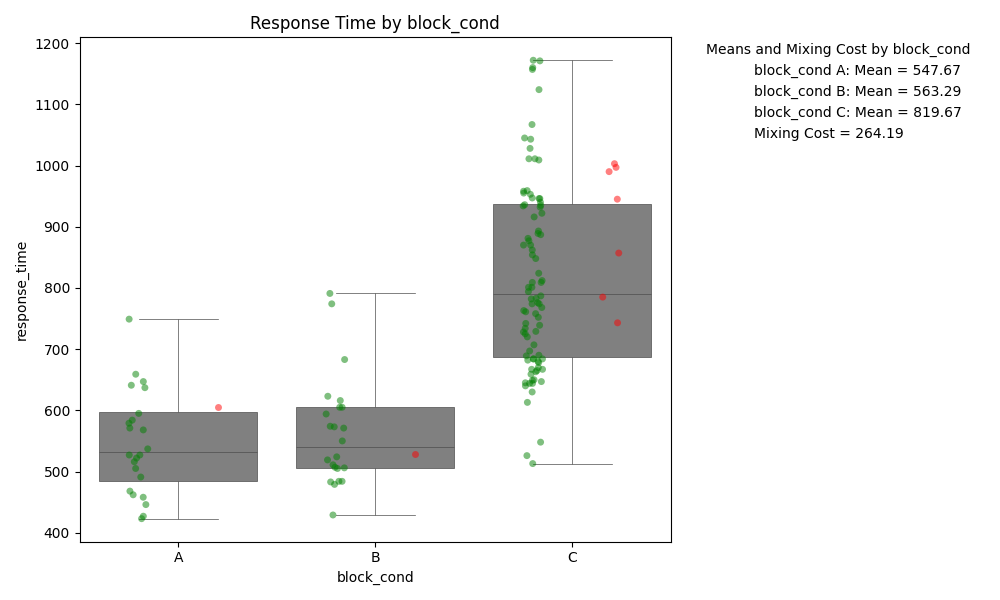 Response Time by block_cond
Means and Mixing Cost by block_cond
block_cond A: Mean = 547.67
block_cond B: Mean = 563.29
block_cond C: Mean = 819.67
Mixing Cost = 264.19
response_time
1200
1100
1000
900
800
700
600
500
400
A B C
block_cond